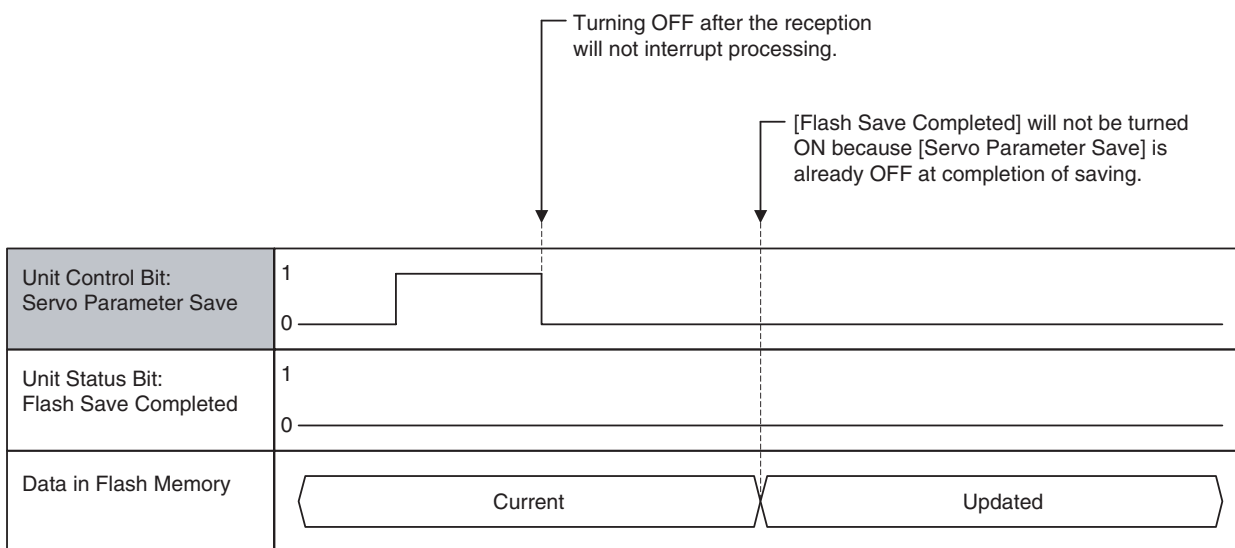 Turning OFF after the reception
will not interrupt processing.
[Flash Save Completed] will not be turned
ON because [Servo Parameter Save] is
already OFF at completion of saving.
Unit Control Bit:
Servo Parameter Save
1
0
Unit Status Bit:
Flash Save Completed
1
0
Data in Flash Memory
Current
Updated